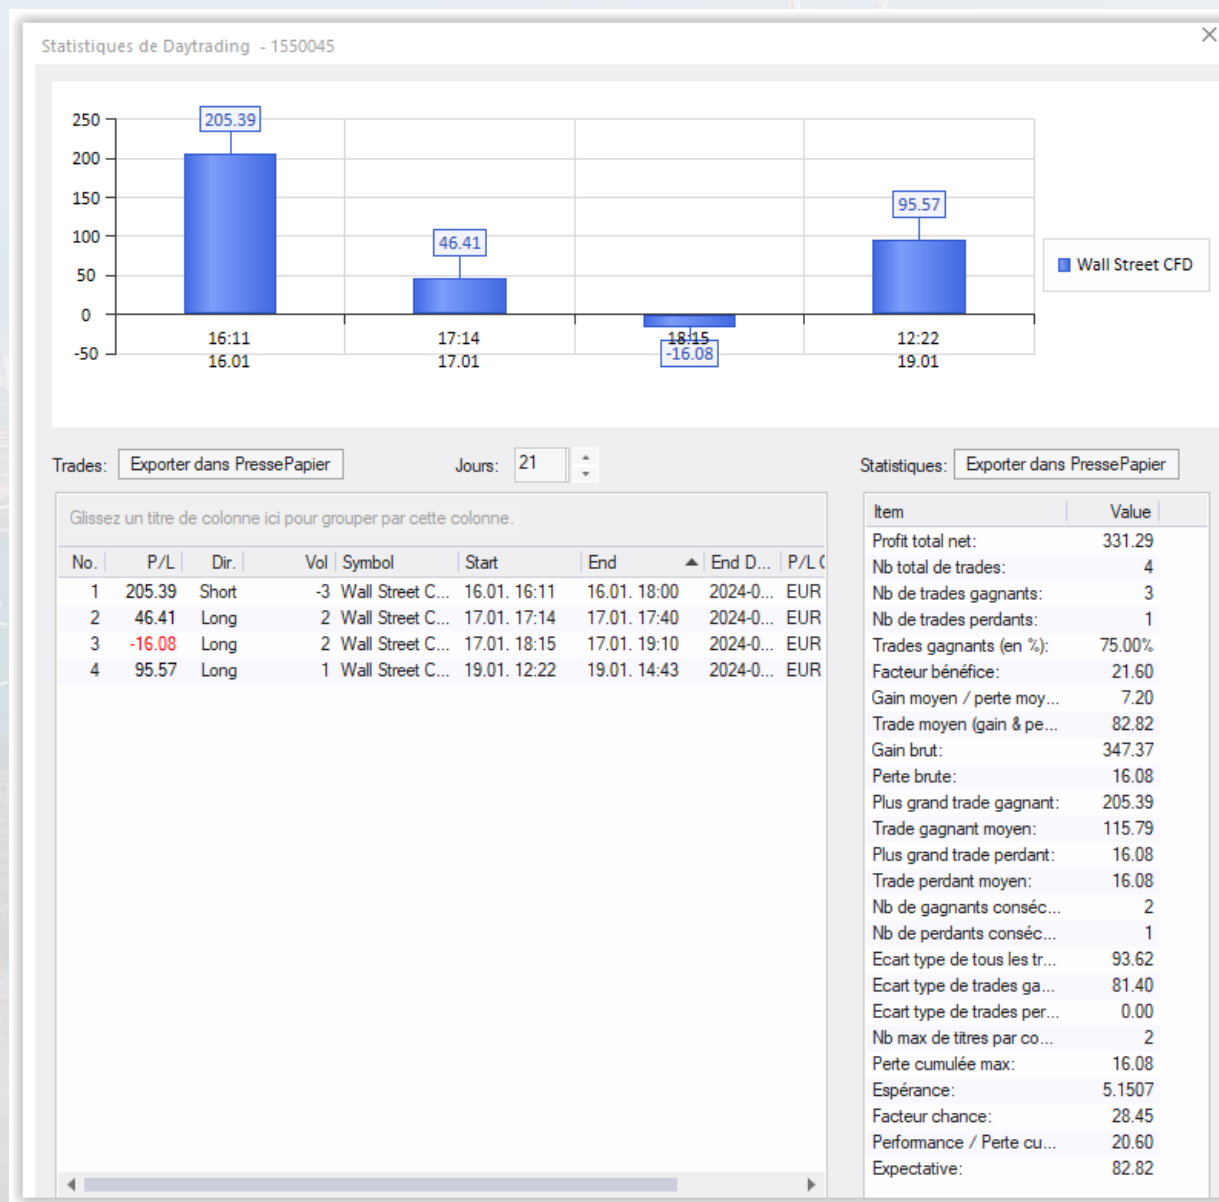 Statistiques de Daytrading - 1550045
250
205.39
200
150
100
50
0
-50
46.41
-16.08
95.57
16:11
16.01
17:14
17.01
18:15
12:22
19.01
Wall Street CFD
Trades: Exporter dans PressePapier Jours: 21
Statistiques: Exporter dans PressePapier
Glissez un titre de colonne ici pour grouper par cette colonne.
No. P/L Dir. Vol Symbol Start End End D... P/L C
1 205.39 Short -3 Wall Street C... 16.01. 16:11 16.01. 18:00 2024-0... EUR
2 46.41 Long 2 Wall Street C... 17.01. 17:14 17.01. 17:40 2024-0... EUR
3 -16.08 Long 2 Wall Street C... 17.01. 18:15 17.01. 19:10 2024-0... EUR
4 95.57 Long 1 Wall Street C... 19.01. 12:22 19.01. 14:43 2024-0... EUR
Item Value
Profit total net: 331.29
Nb total de trades: 4
Nb de trades gagnants: 3
Nb de trades perdants: 1
Trades gagnants (en %): 75.00%
Facteur bénéfice: 21.60
Gain moyen / perte moy... 7.20
Trade moyen (gain & pe... 82.82
Gain brut: 347.37
Perte brute: 16.08
Plus grand trade gagnant: 205.39
Trade gagnant moyen: 115.79
Plus grand trade perdant: 16.08
Trade perdant moyen: 16.08
Nb de gagnants conséc... 2
Nb de perdants conséc... 1
Ecart type de tous les tr... 93.62
Ecart type de trades ga... 81.40
Ecart type de trades per... 0.00
Nb max de titres par co... 2
Perte cumulée max: 16.08
Espérance: 5.1507
Facteur chance: 28.45
Performance / Perte cu... 20.60
Expectative: 82.82